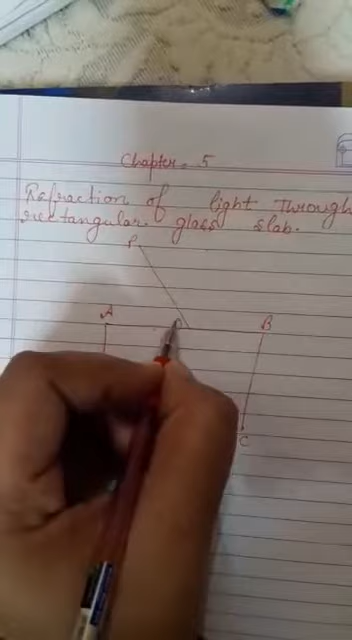 Chapter - 5
Refraction of light through
rectangular glass slab.
P
A
B
C